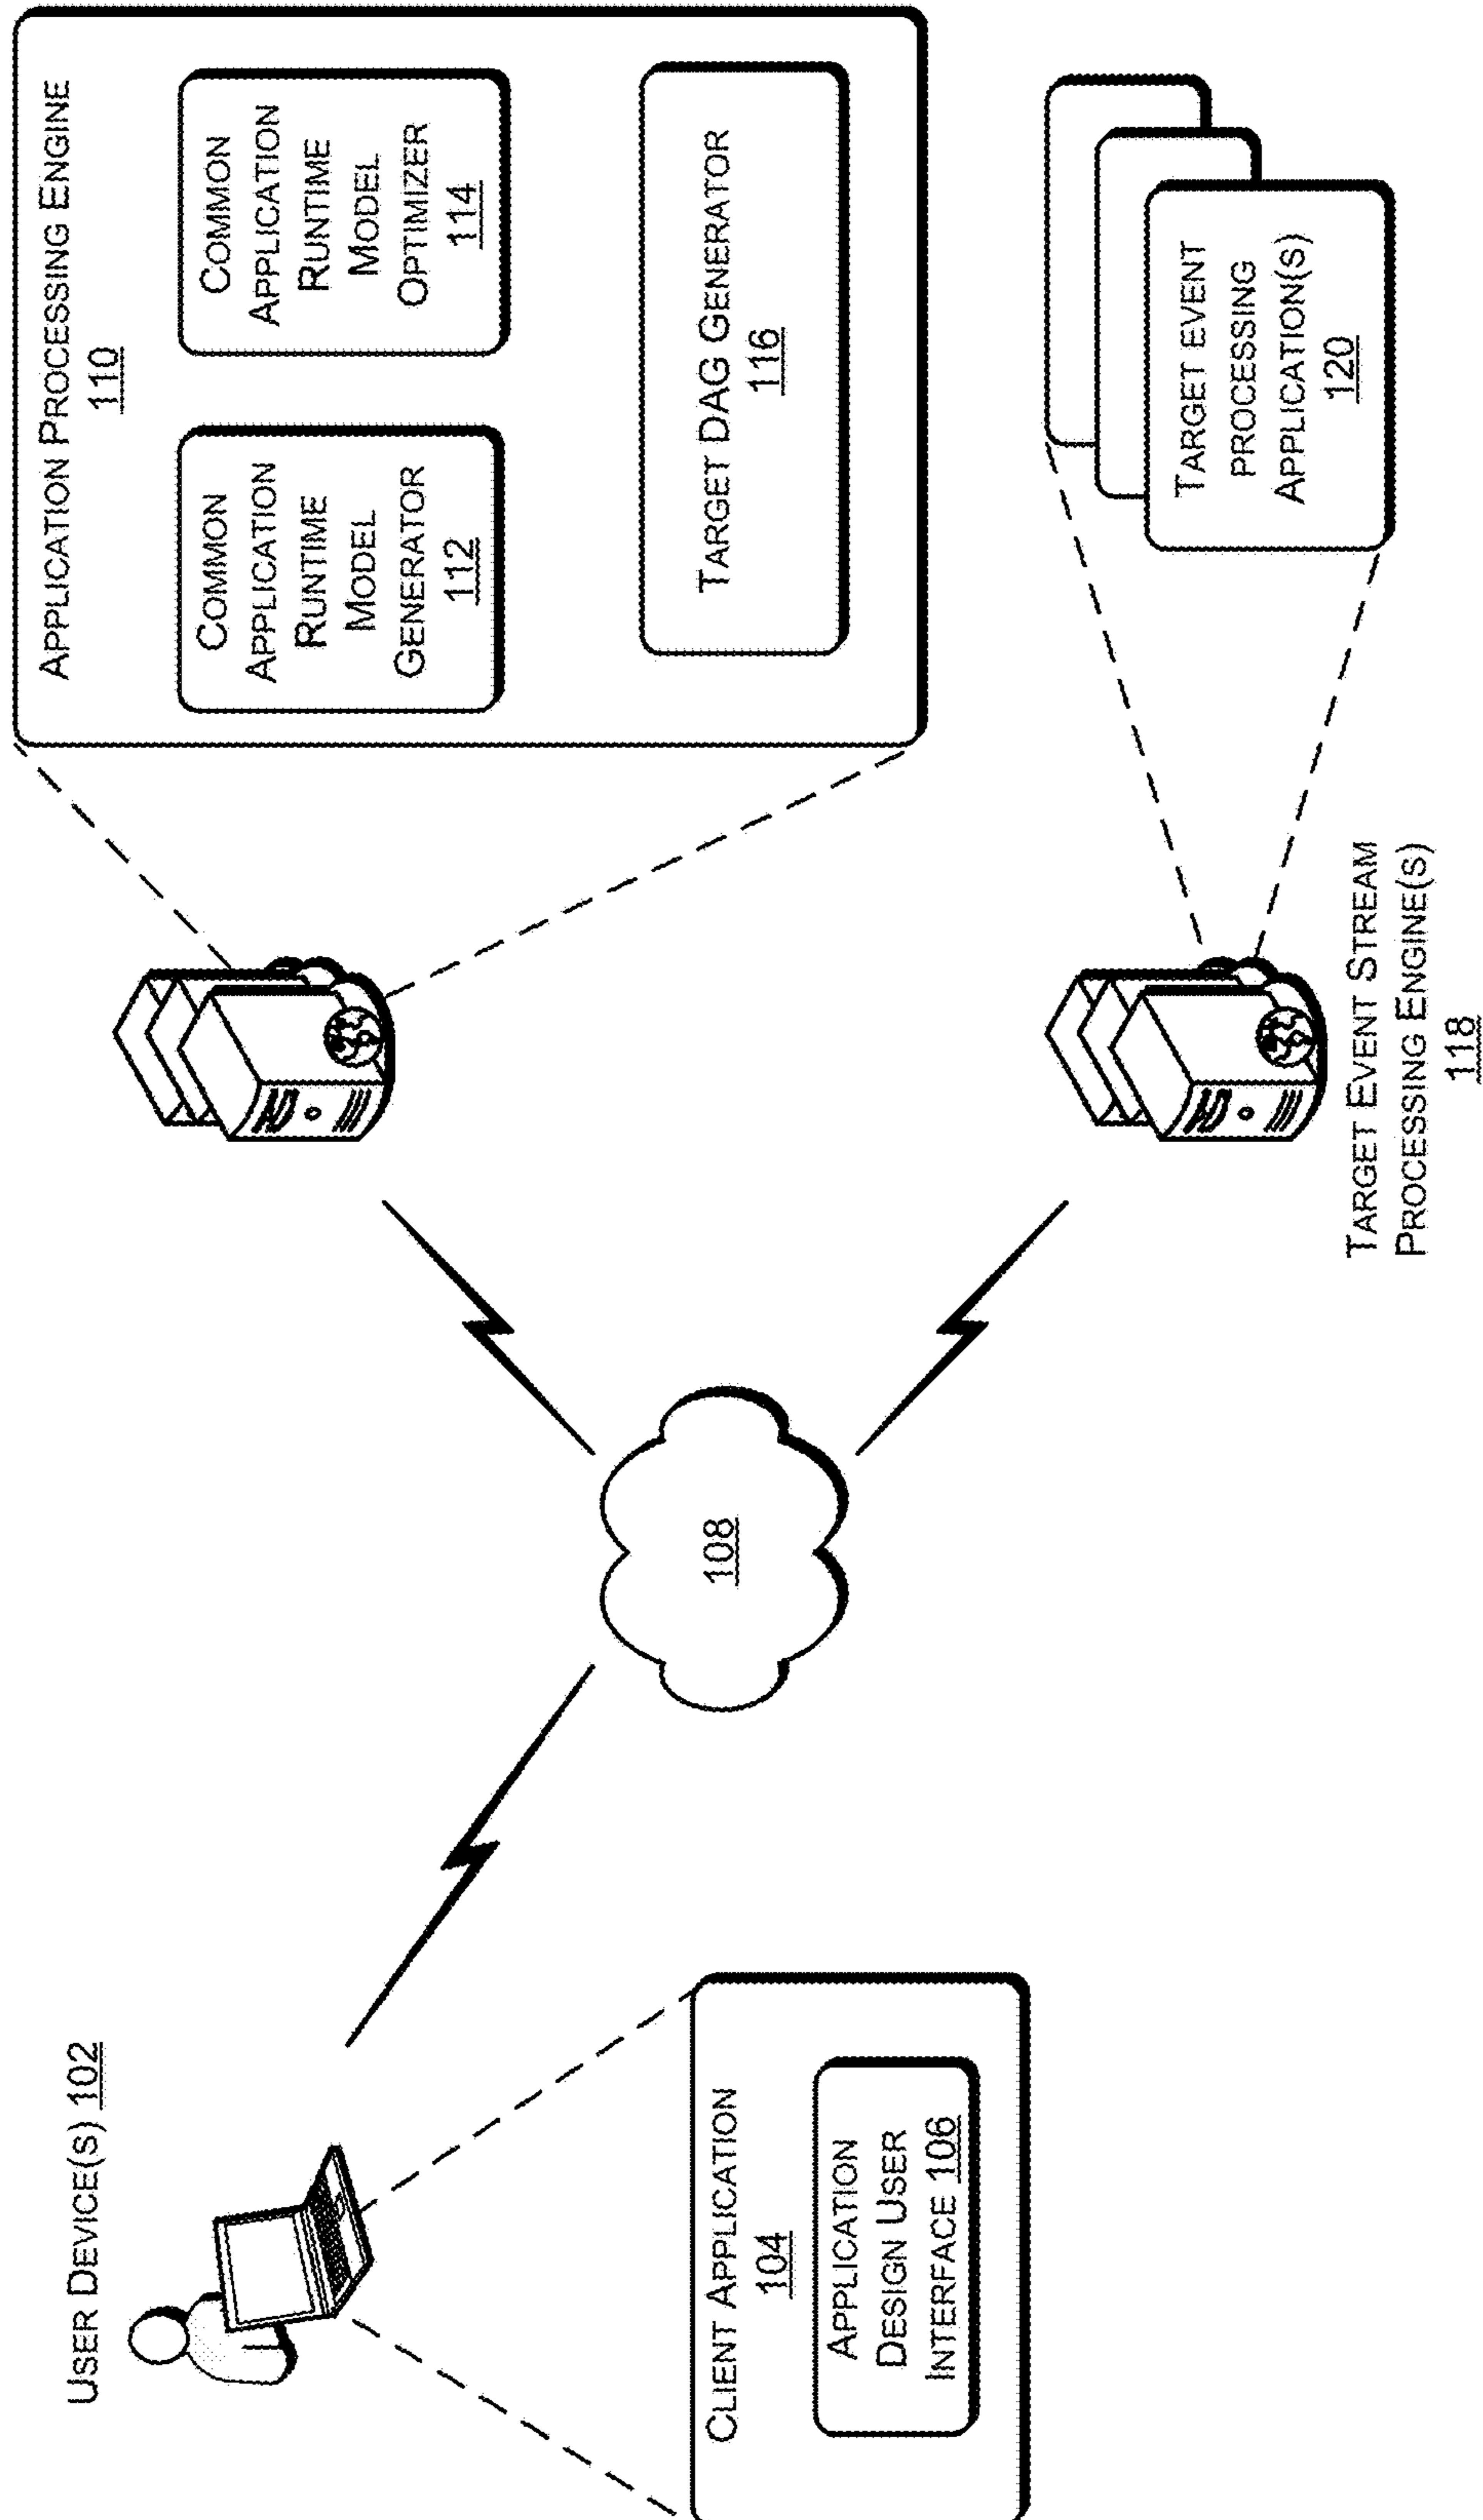 USER DEVICE(S) 102
CLIENT APPLICATION
104
APPLICATION
DESIGN USER
INTERFACE 106
108
APPLICATION PROCESSING ENGINE
110
COMMON
APPLICATION
RUNTIME
MODEL
GENERATOR
112
COMMON
APPLICATION
RUNTIME
MODEL
OPTIMIZER
114
TARGET DAG GENERATOR
116
TARGET EVENT STREAM
PROCESSING ENGINE(S)
118
TARGET EVENT
PROCESSING
APPLICATION(S)
120